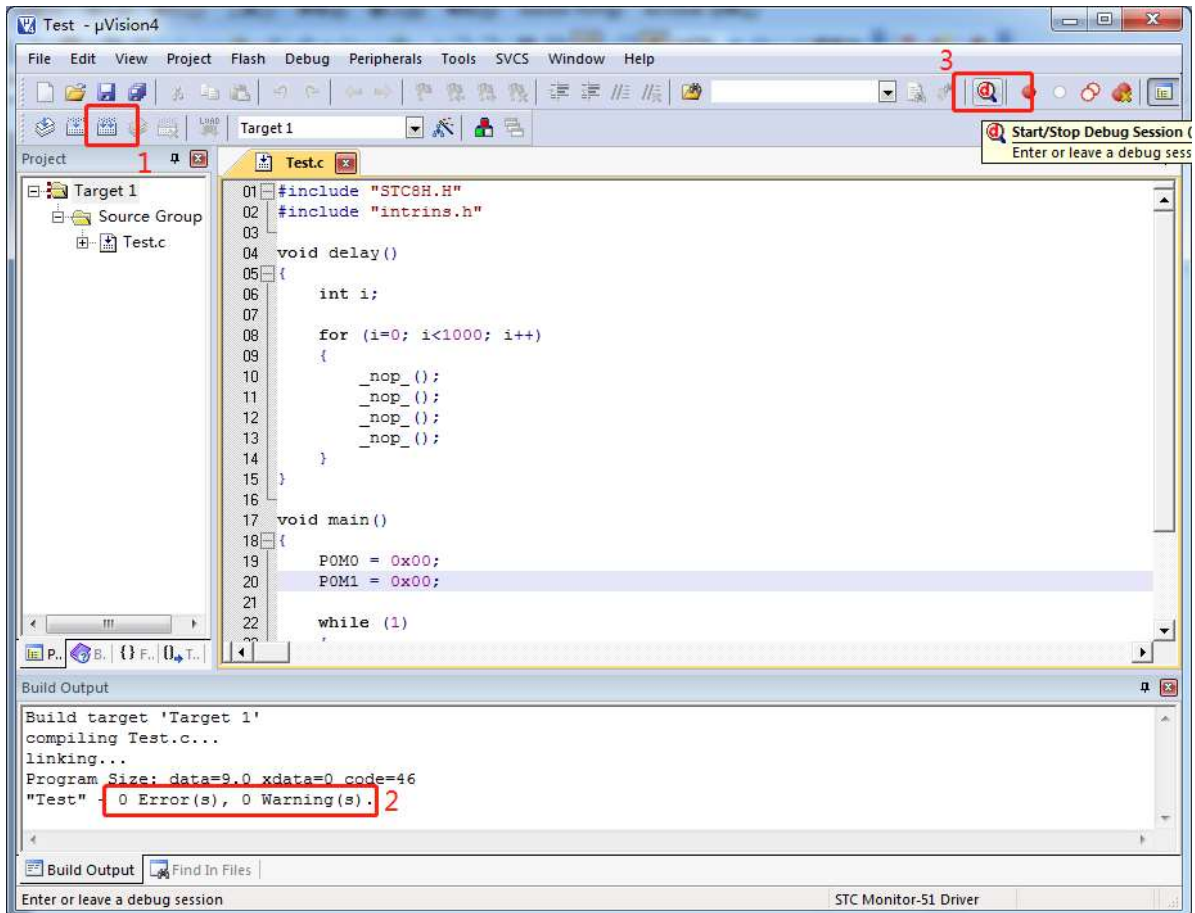 Test - µVision4
File Edit View Project Flash Debug Peripherals Tools SVCS Window Help
3
LOAD Target 1
Start/Stop Debug Session (
Enter or leave a debug sess
Project
1
Test.c
Target 1
Source Group
Test.c
01 #include "STC8H.H"
02 #include "intrins.h"
03
04 void delay()
05 {
06 int i;
07
08 for (i=0; i<1000; i++)
09 {
10 _nop_();
11 _nop_();
12 _nop_();
13 _nop_();
14 }
15 }
16
17 void main()
18 {
19 P0M0 = 0x00;
20 P0M1 = 0x00;
21
22 while (1)
P.. B.. {} F.. 0 T..
Build Output
Build target 'Target 1'
compiling Test.c...
linking...
Program Size: data=9.0 xdata=0 code=46
"Test" - 0 Error(s), 0 Warning(s).
2
Build Output Find In Files
Enter or leave a debug session STC Monitor-51 Driver